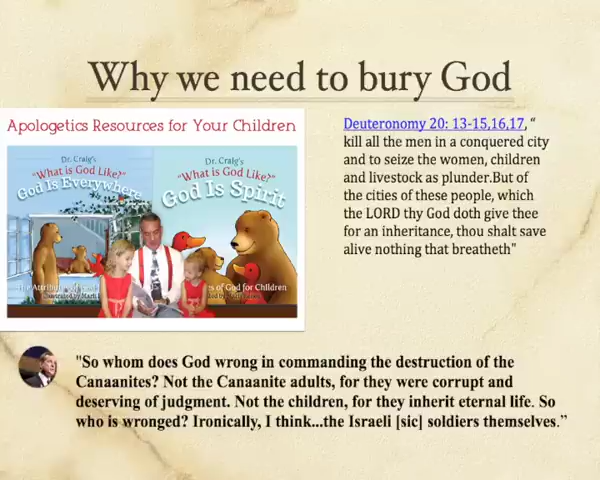 Why we need to bury God
Apologetics Resources for Your Children
Dr. Craig's
"What is God Like?"
God Is Everywhere
Dr. Craig's
"What is God Like?"
God Is Spirit
es of God for Children
Deuteronomy 20: 13-15,16,17, “
kill all the men in a conquered city
and to seize the women, children
and livestock as plunder.But of
the cities of these people, which
the LORD thy God doth give thee
for an inheritance, thou shalt save
alive nothing that breatheth"
"So whom does God wrong in commanding the destruction of the
Canaanites? Not the Canaanite adults, for they were corrupt and
deserving of judgment. Not the children, for they inherit eternal life. So
who is wronged? Ironically, I think...the Israeli [sic] soldiers themselves.”